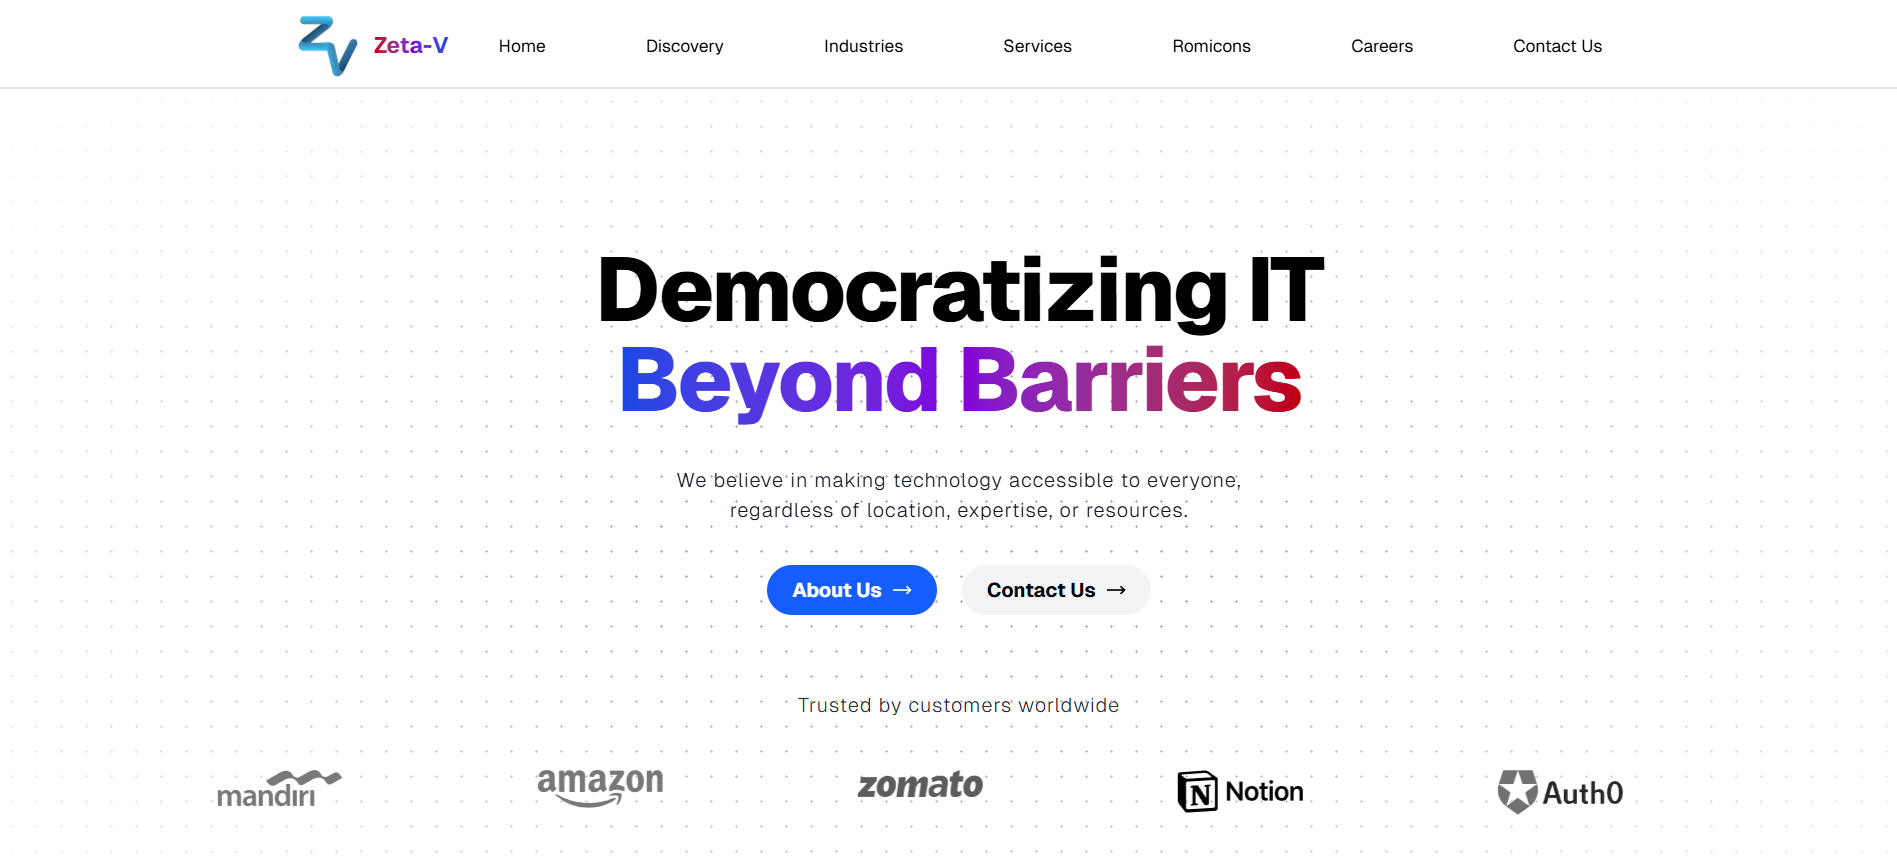 ZV Zeta-V Home Discovery Industries Services Romicons Careers Contact Us
Democratizing IT
Beyond Barriers
We believe in making technology accessible to everyone,
regardless of location, expertise, or resources.
About Us → Contact Us →
Trusted by customers worldwide
mandiri amazon zomato N Notion Auth0